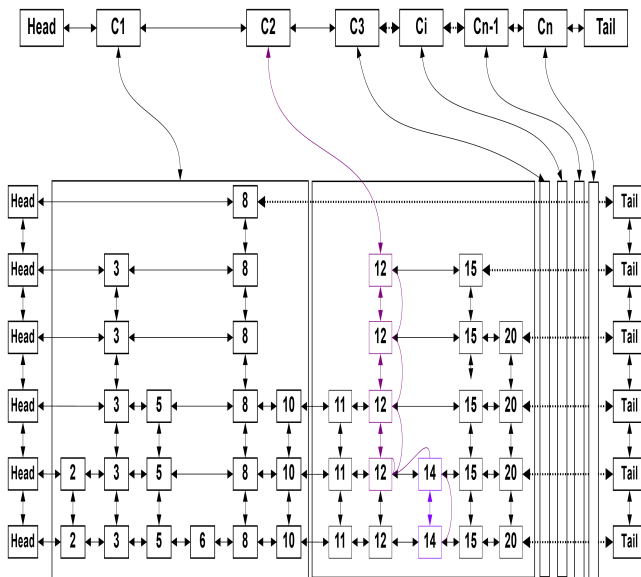 Head C1 C2 C3 Ci Cn-1 Cn Tail
Head 8 Tail
Head 3 8 12 15 Tail
Head 3 8 12 15 20 Tail
Head 3 5 8 10 11 12 15 20 Tail
Head 2 3 5 8 10 11 12 14 15 20 Tail
Head 2 3 5 6 8 10 11 12 14 15 20 Tail